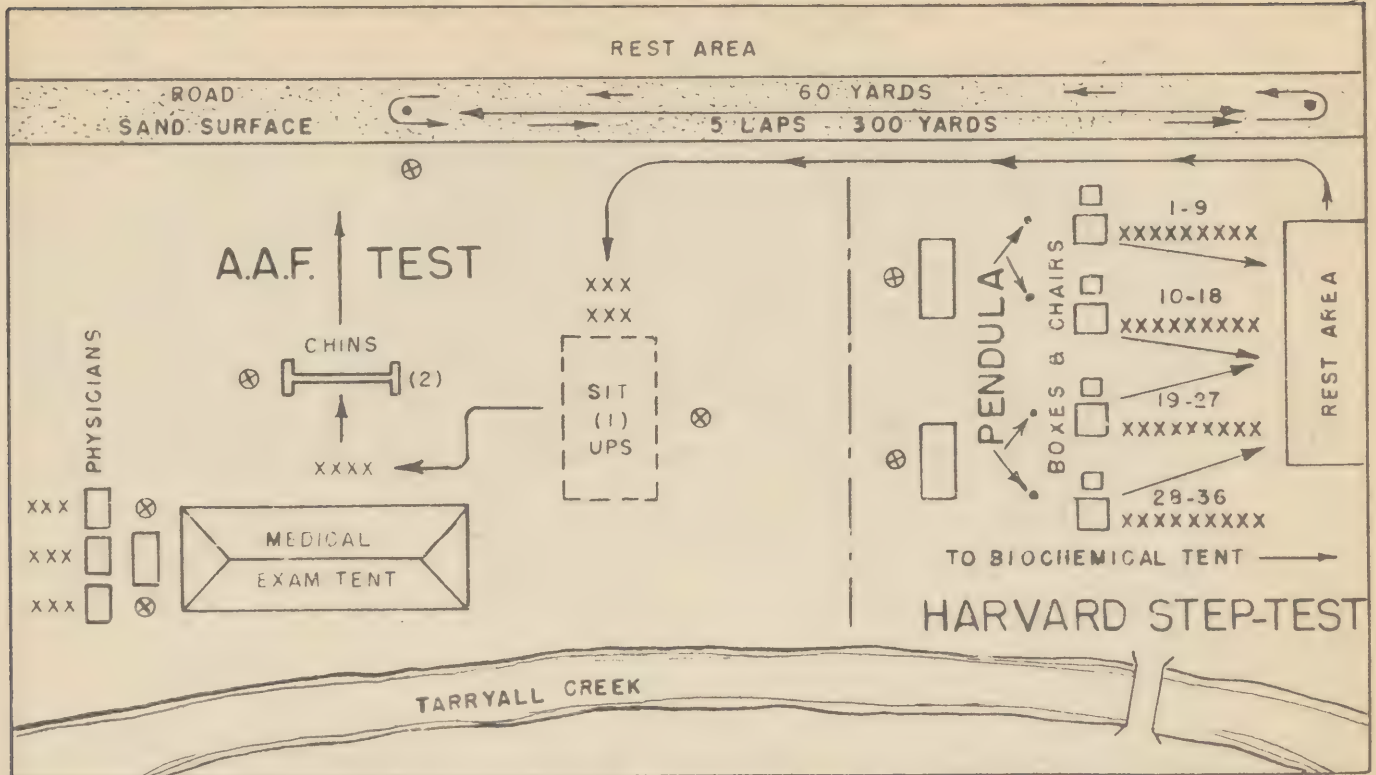 REST AREA
ROAD
SAND SURFACE
60 YARDS
5 LAPS 300 YARDS
A.A.F. TEST
CHINS
(2)
XXX
XXX
SIT
(1)
UPS
XXXX
PHYSICIANS
XXX
XXX
XXX
MEDICAL
EXAM TENT
PENDULA
BOXES & CHAIRS
1-9
XXXXXXXXX
10-18
XXXXXXXXX
19-27
XXXXXXXXX
28-36
XXXXXXXXX
REST AREA
TO BIOCHEMICAL TENT
HARVARD STEP-TEST
TARRYALL CREEK